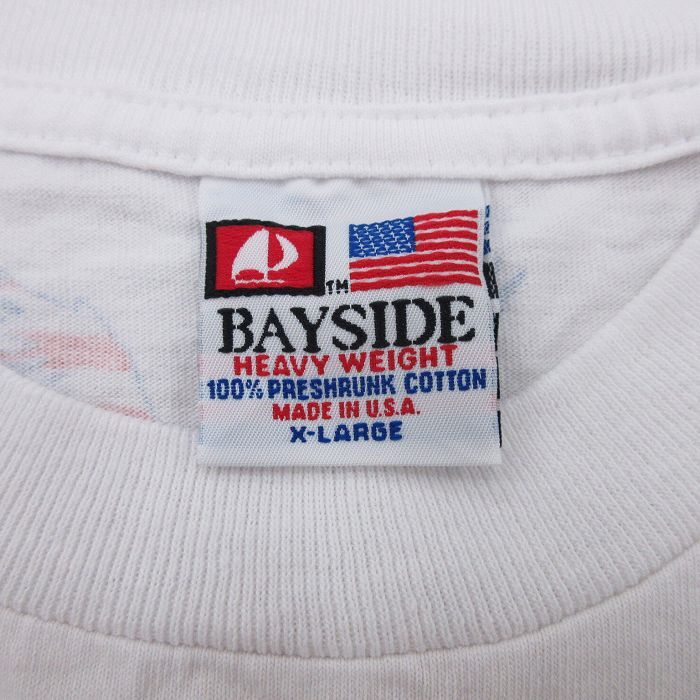 TM
BAYSIDE
HEAVY WEIGHT
100% PRESHRUNK COTTON
MADE IN U.S.A.
X-LARGE